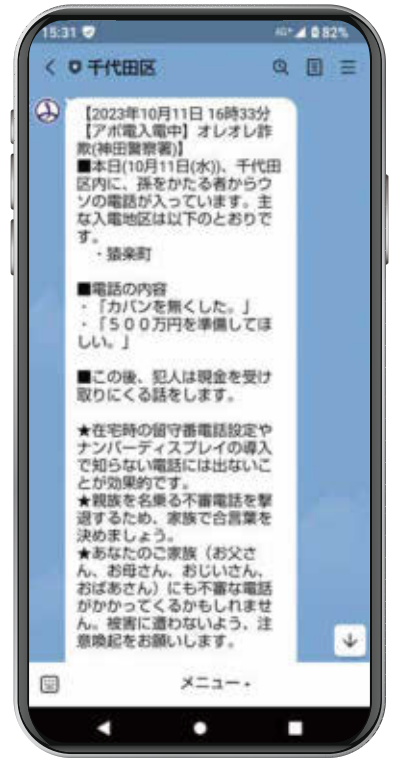 15:31
4G+ 82%
千代田区
【2023年10月11日 16時33分
【アポ電入電中】オレオレ詐
欺(神田警察署)】
■本日(10月11日(水))、千代田
区内に、孫をかたる者からウ
ソの電話が入っています。主
な入電地区は以下のとおりで
す。
・猿楽町
■電話の内容
・「カバンを無くした。」
・「５００万円を準備してほ
しい。」
■この後、犯人は現金を受け
取りにくる話をします。
★在宅時の留守番電話設定や
ナンバーディスプレイの導入
で知らない電話には出ないこ
とが効果的です。
★親族を名乗る不審電話を撃
退するため、家族で合言葉を
決めましょう。
★あなたのご家族（お父さ
ん、お母さん、おじいさん、
おばあさん）にも不審な電話
がかかってくるかもしれませ
ん。被害に遭わないよう、注
意喚起をお願いします。
メニュー